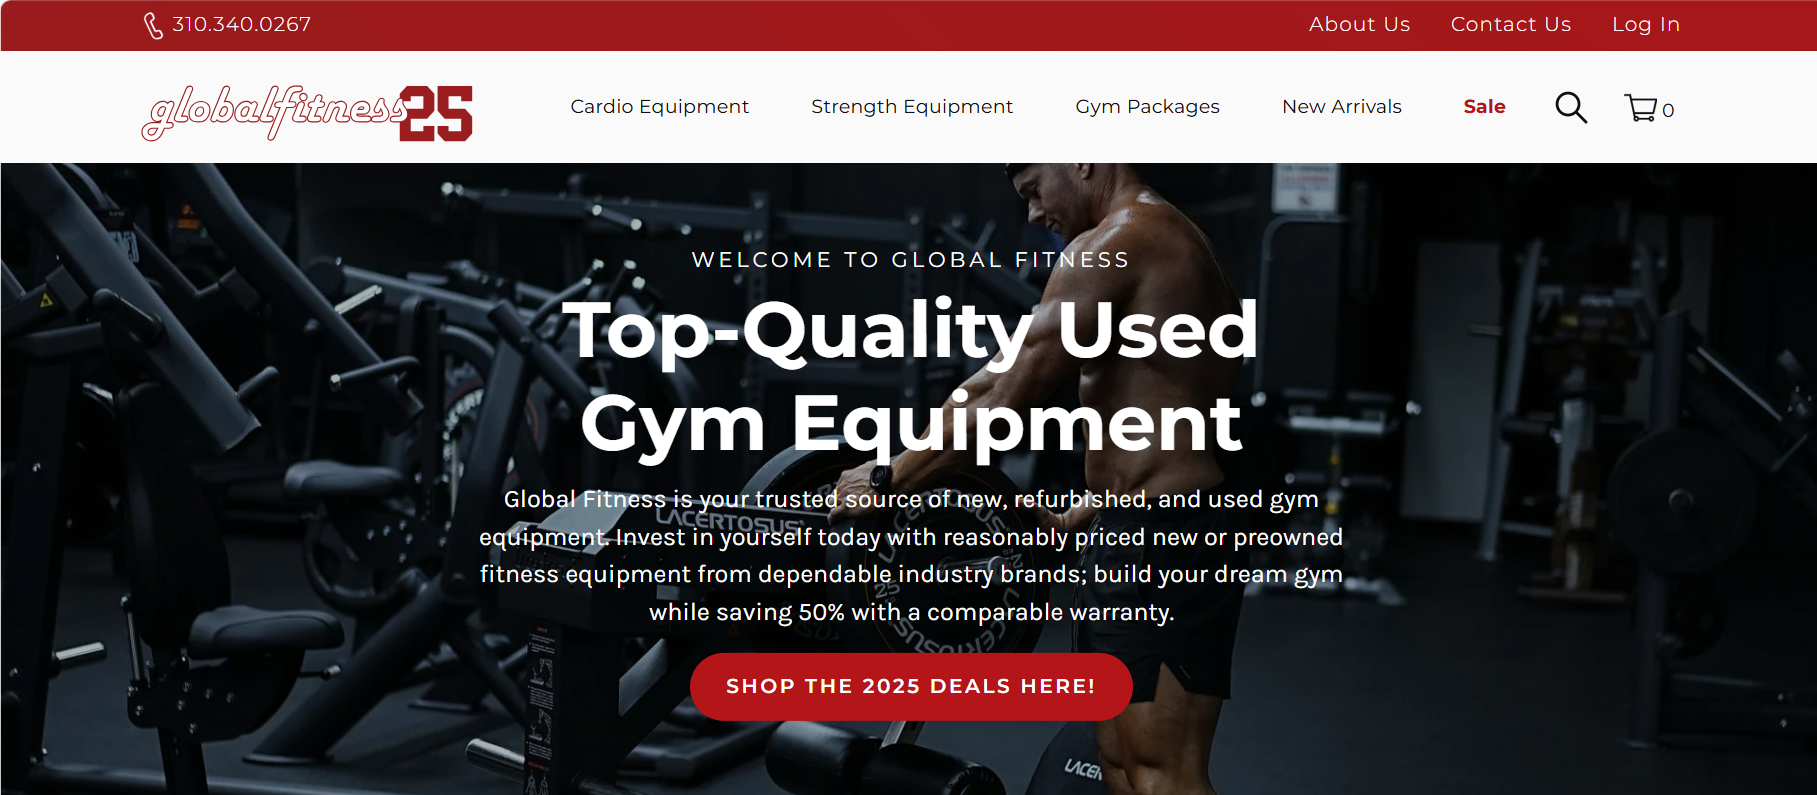 310.340.0267
About Us
Contact Us
Log In
globalfitness25
Cardio Equipment
Strength Equipment
Gym Packages
New Arrivals
Sale
0
WELCOME TO GLOBAL FITNESS
Top-Quality Used
Gym Equipment
Global Fitness is your trusted source of new, refurbished, and used gym
equipment. Invest in yourself today with reasonably priced new or preowned
fitness equipment from dependable industry brands; build your dream gym
while saving 50% with a comparable warranty.
LACERTOSUS
LACERTOSUS
SHOP THE 2025 DEALS HERE!